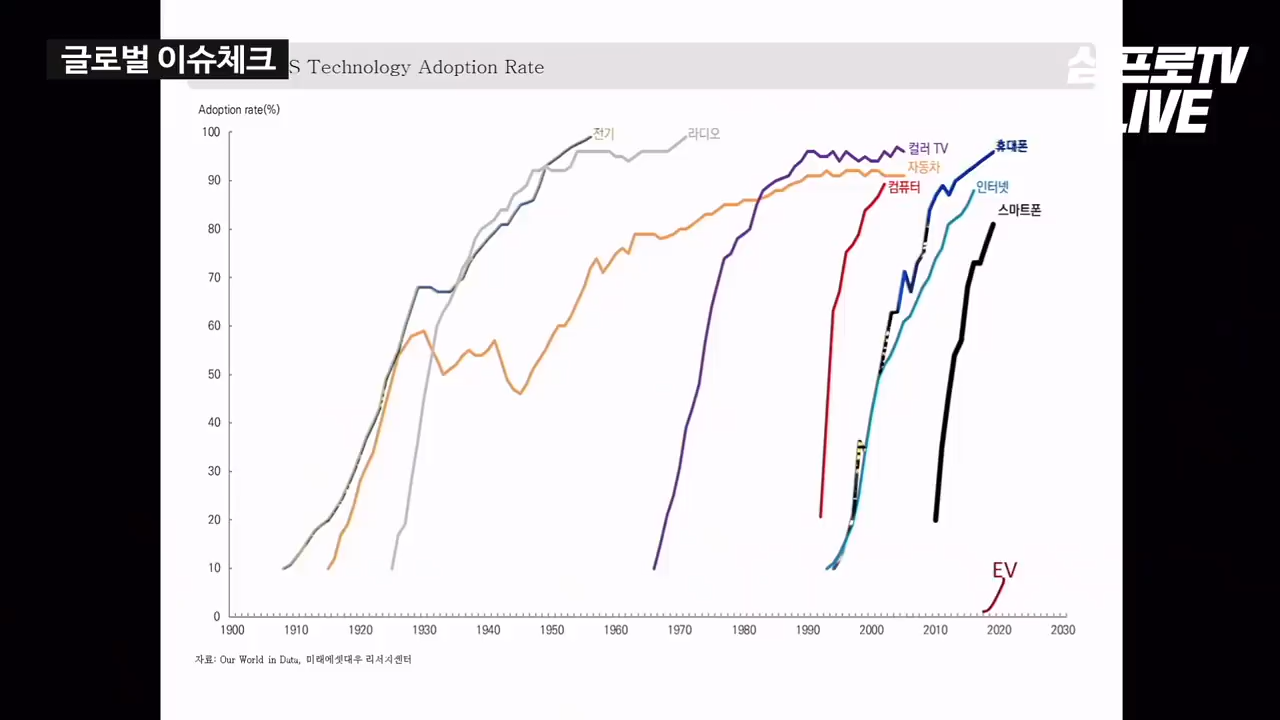 글로벌 이슈체크
S Technology Adoption Rate
삼프로TV
LIVE
Adoption rate(%)
100
90
80
70
60
50
40
30
20
10
0
전기
라디오
컬러 TV
자동차
컴퓨터
휴대폰
인터넷
스마트폰
EV
1900 1910 1920 1930 1940 1950 1960 1970 1980 1990 2000 2010 2020 2030
자료: Our World in Data, 미래에셋대우 리서치센터